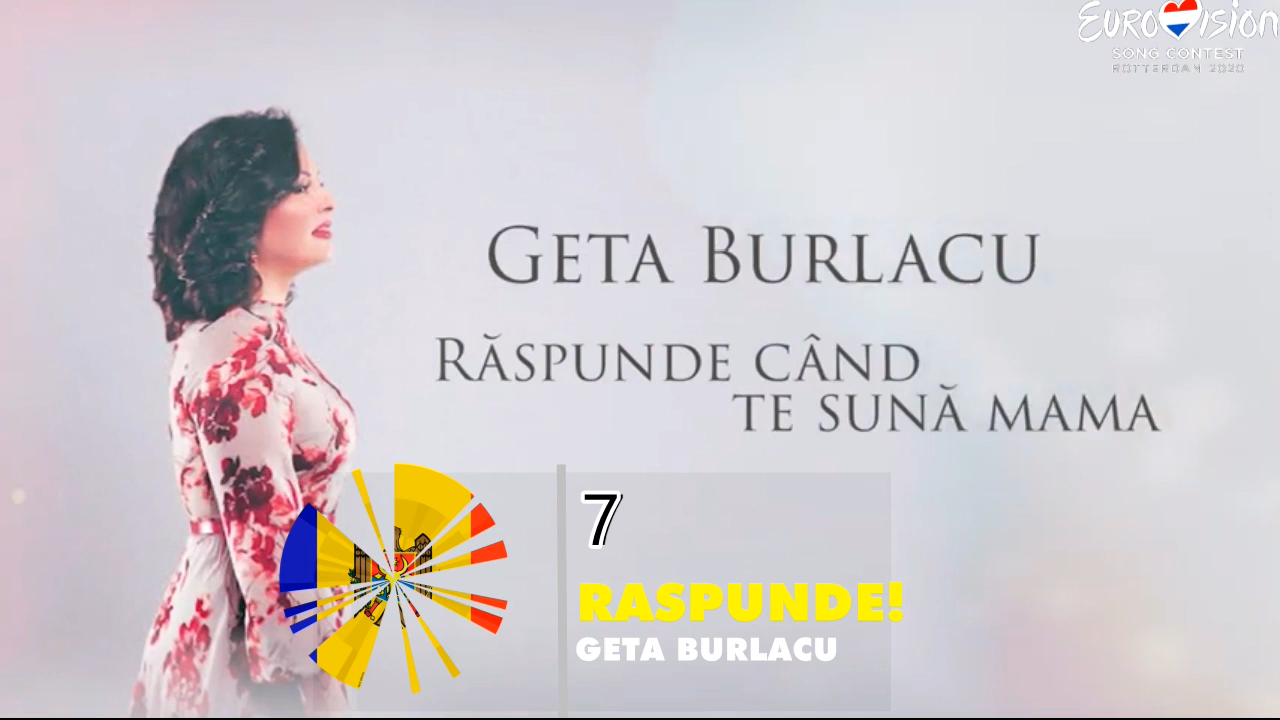 EUROVISION
SONG CONTEST
ROTTERDAM 2020
GETA BURLACU
RĂSPUNDE CÂND
TE SUNĂ MAMA
7
RASPUNDE!
GETA BURLACU